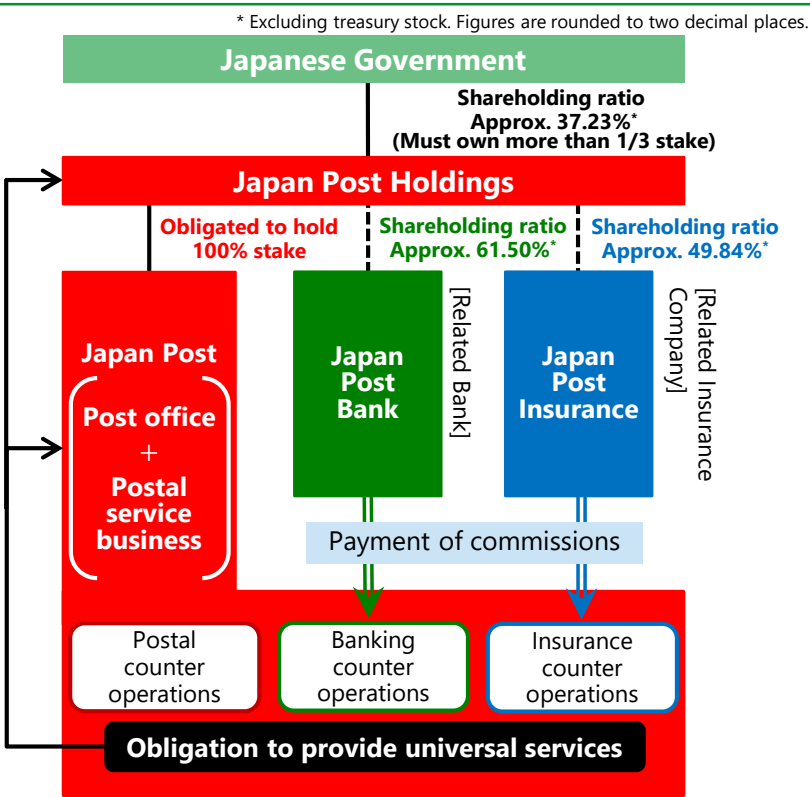 * Excluding treasury stock. Figures are rounded to two decimal places.
Japanese Government
Shareholding ratio
Approx. 37.23%*
(Must own more than 1/3 stake)
Japan Post Holdings
Obligated to hold
100% stake
Shareholding ratio
Approx. 61.50%*
Shareholding ratio
Approx. 49.84%*
Japan Post
Post office
+
Postal
service
business
Japan
Post
Bank
[Related Bank]
Japan
Post
Insurance
[Related Insurance
Company]
Payment of commissions
Postal
counter
operations
Banking
counter
operations
Insurance
counter
operations
Obligation to provide universal services